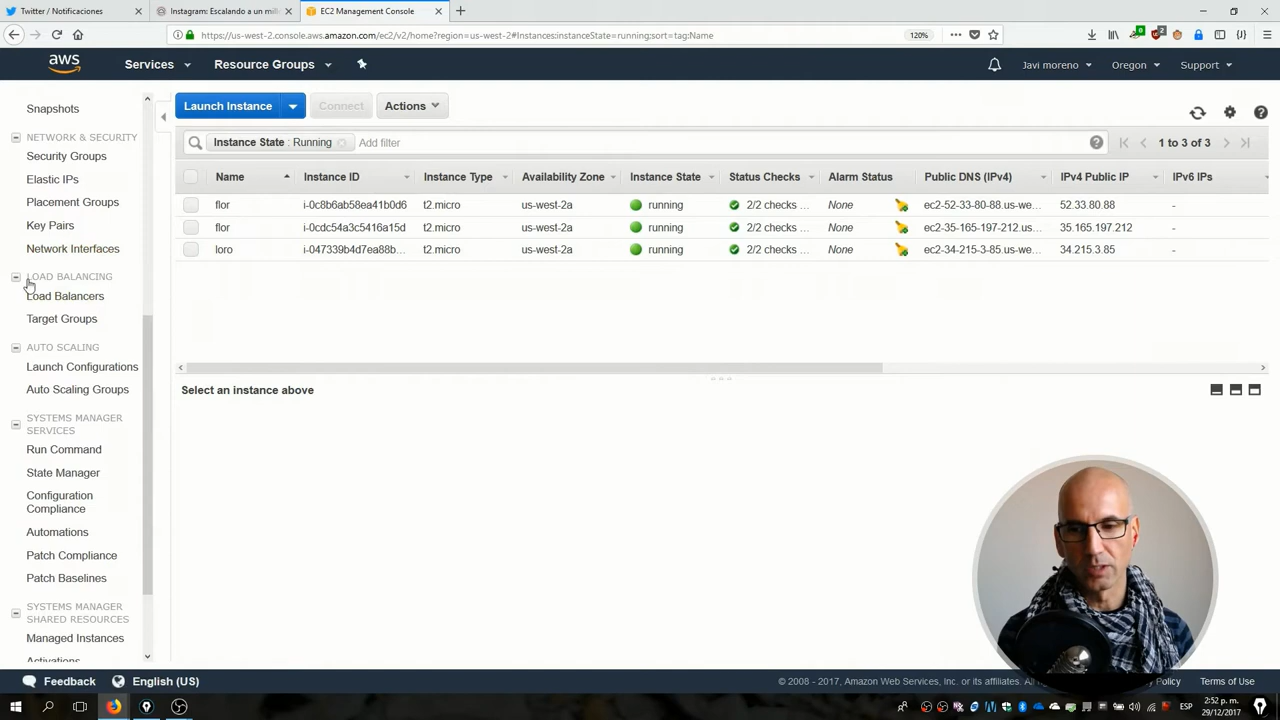 Twitter / Notificaciones
Instagram: Escalando a un mill
EC2 Management Console
https://us-west-2.console.aws.amazon.com/ec2/v2/home?region=us-west-2#Instances:instanceState=running;sort=tag:Name
120%
aws
Services
Resource Groups
Javi moreno
Oregon
Support
Snapshots
NETWORK & SECURITY
Security Groups
Elastic IPs
Placement Groups
Key Pairs
Network Interfaces
LOAD BALANCING
Load Balancers
Target Groups
AUTO SCALING
Launch Configurations
Auto Scaling Groups
SYSTEMS MANAGER
SERVICES
Run Command
State Manager
Configuration
Compliance
Automations
Patch Compliance
Patch Baselines
SYSTEMS MANAGER
SHARED RESOURCES
Managed Instances
Activations
Launch Instance
Connect
Actions
Instance State : Running
Add filter
1 to 3 of 3
Name Instance ID Instance Type Availability Zone Instance State Status Checks Alarm Status Public DNS (IPv4) IPv4 Public IP IPv6 IPs
flor i-0c8b6ab58ea41b0d6 t2.micro us-west-2a running 2/2 checks ... None ec2-52-33-80-88.us-we... 52.33.80.88 -
flor i-0cdc54a3c5416a15d t2.micro us-west-2a running 2/2 checks ... None ec2-35-165-197-212.us... 35.165.197.212 -
loro i-047339b4d7ea88b... t2.micro us-west-2a running 2/2 checks ... None ec2-34-215-3-85.us-we... 34.215.3.85 -
Select an instance above
Feedback
English (US)
© 2008 - 2017, Amazon Web Services, Inc. or its affiliates. All
Policy
Terms of Use
ESP
2:52 p. m.
29/12/2017